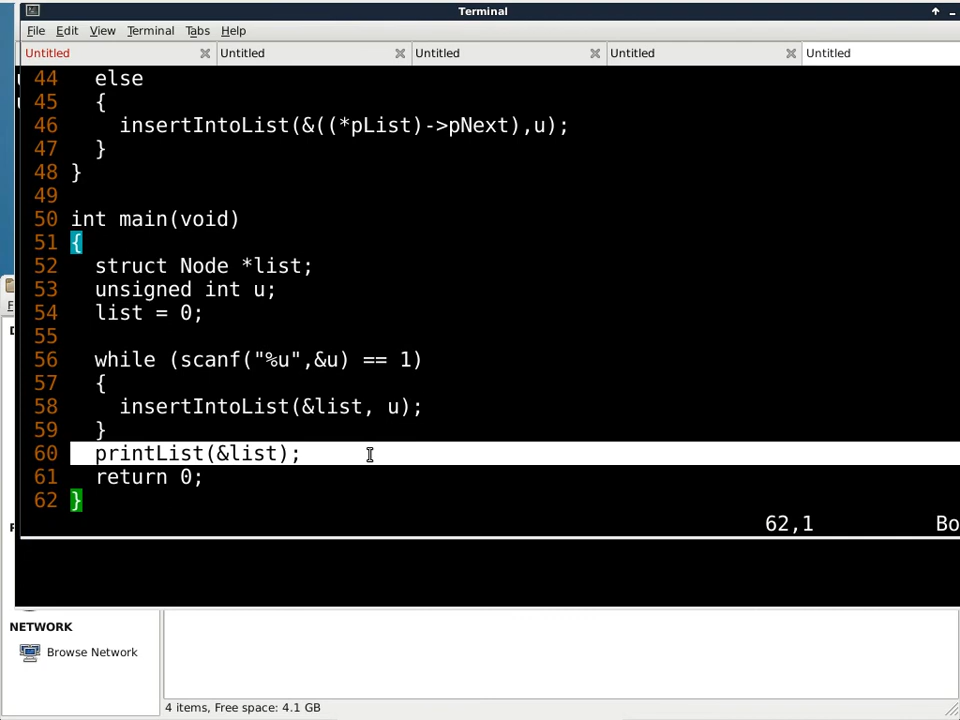 Terminal
File Edit View Terminal Tabs Help
Untitled Untitled Untitled Untitled Untitled
44 else
45 {
46 insertIntoList(&((*pList)->pNext),u);
47 }
48 }
49
50 int main(void)
51 {
52 struct Node *list;
53 unsigned int u;
54 list = 0;
55
56 while (scanf("%u",&u) == 1)
57 {
58 insertIntoList(&list, u);
59 }
60 printList(&list);
61 return 0;
62 }
62,1 Bo
NETWORK
Browse Network
4 items, Free space: 4.1 GB